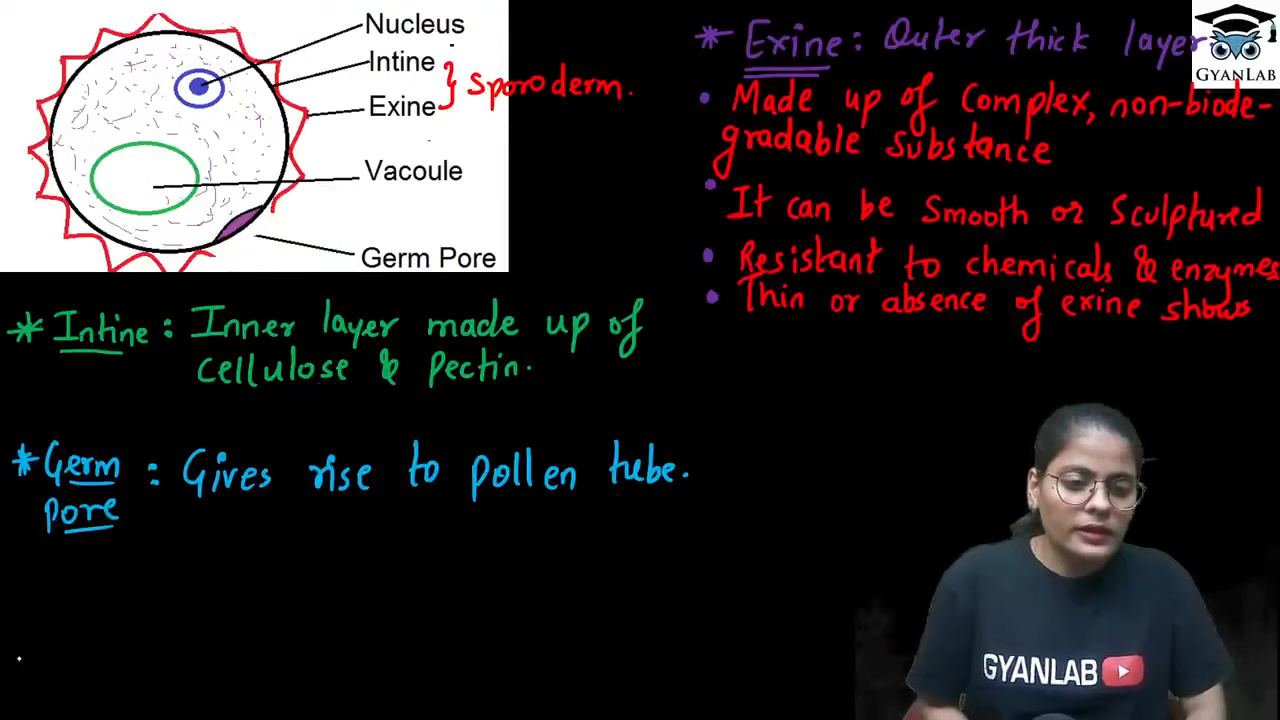 Nucleus
Intine
Exine
} Sporoderm.
Vacoule
Germ Pore
* Intine : Inner layer made up of
cellulose & Pectin.
* Germ pore : Gives rise to pollen tube.
* Exine : Outer thick layer
• Made up of Complex, non-biode-
gradable substance
• It can be Smooth or Sculptured
• Resistant to chemicals & enzymes
• Thin or absence of exine shows
GYANLAB
GYANLAB